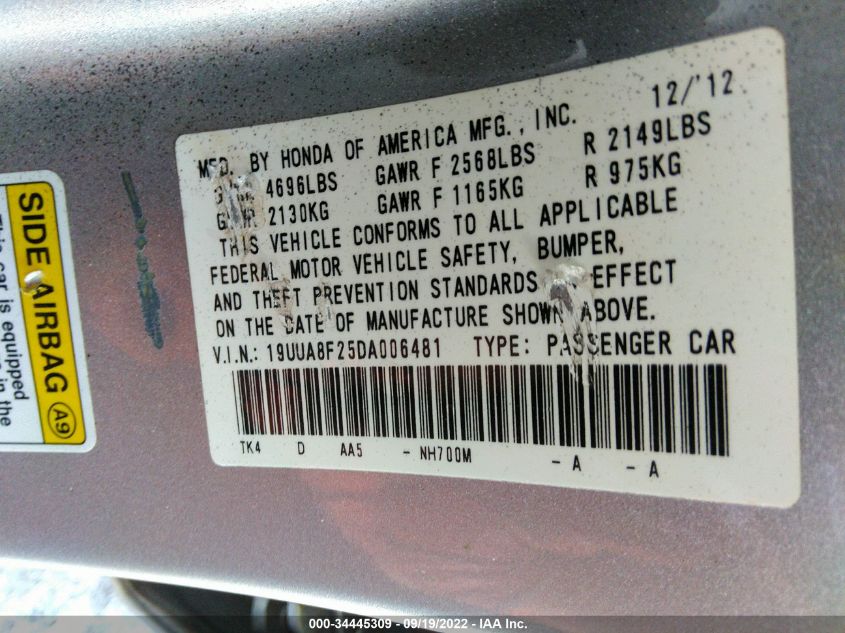 12/'12
MFD. BY HONDA OF AMERICA MFG., INC.
4696LBS GAWR F 2568LBS R 2149LBS
2130KG GAWR F 1165KG R 975KG
THIS VEHICLE CONFORMS TO ALL APPLICABLE
FEDERAL MOTOR VEHICLE SAFETY, BUMPER,
AND THEFT PREVENTION STANDARDS EFFECT
ON THE DATE OF MANUFACTURE SHOWN ABOVE.
V.I.N.: 19UUA8F25DA006481 TYPE: PASSENGER CAR
TK4 D AA5 - NH700M - A - A
SIDE AIRBAG A9
This car is equipped
in the
000-34445309 - 09/19/2022 - IAA Inc.